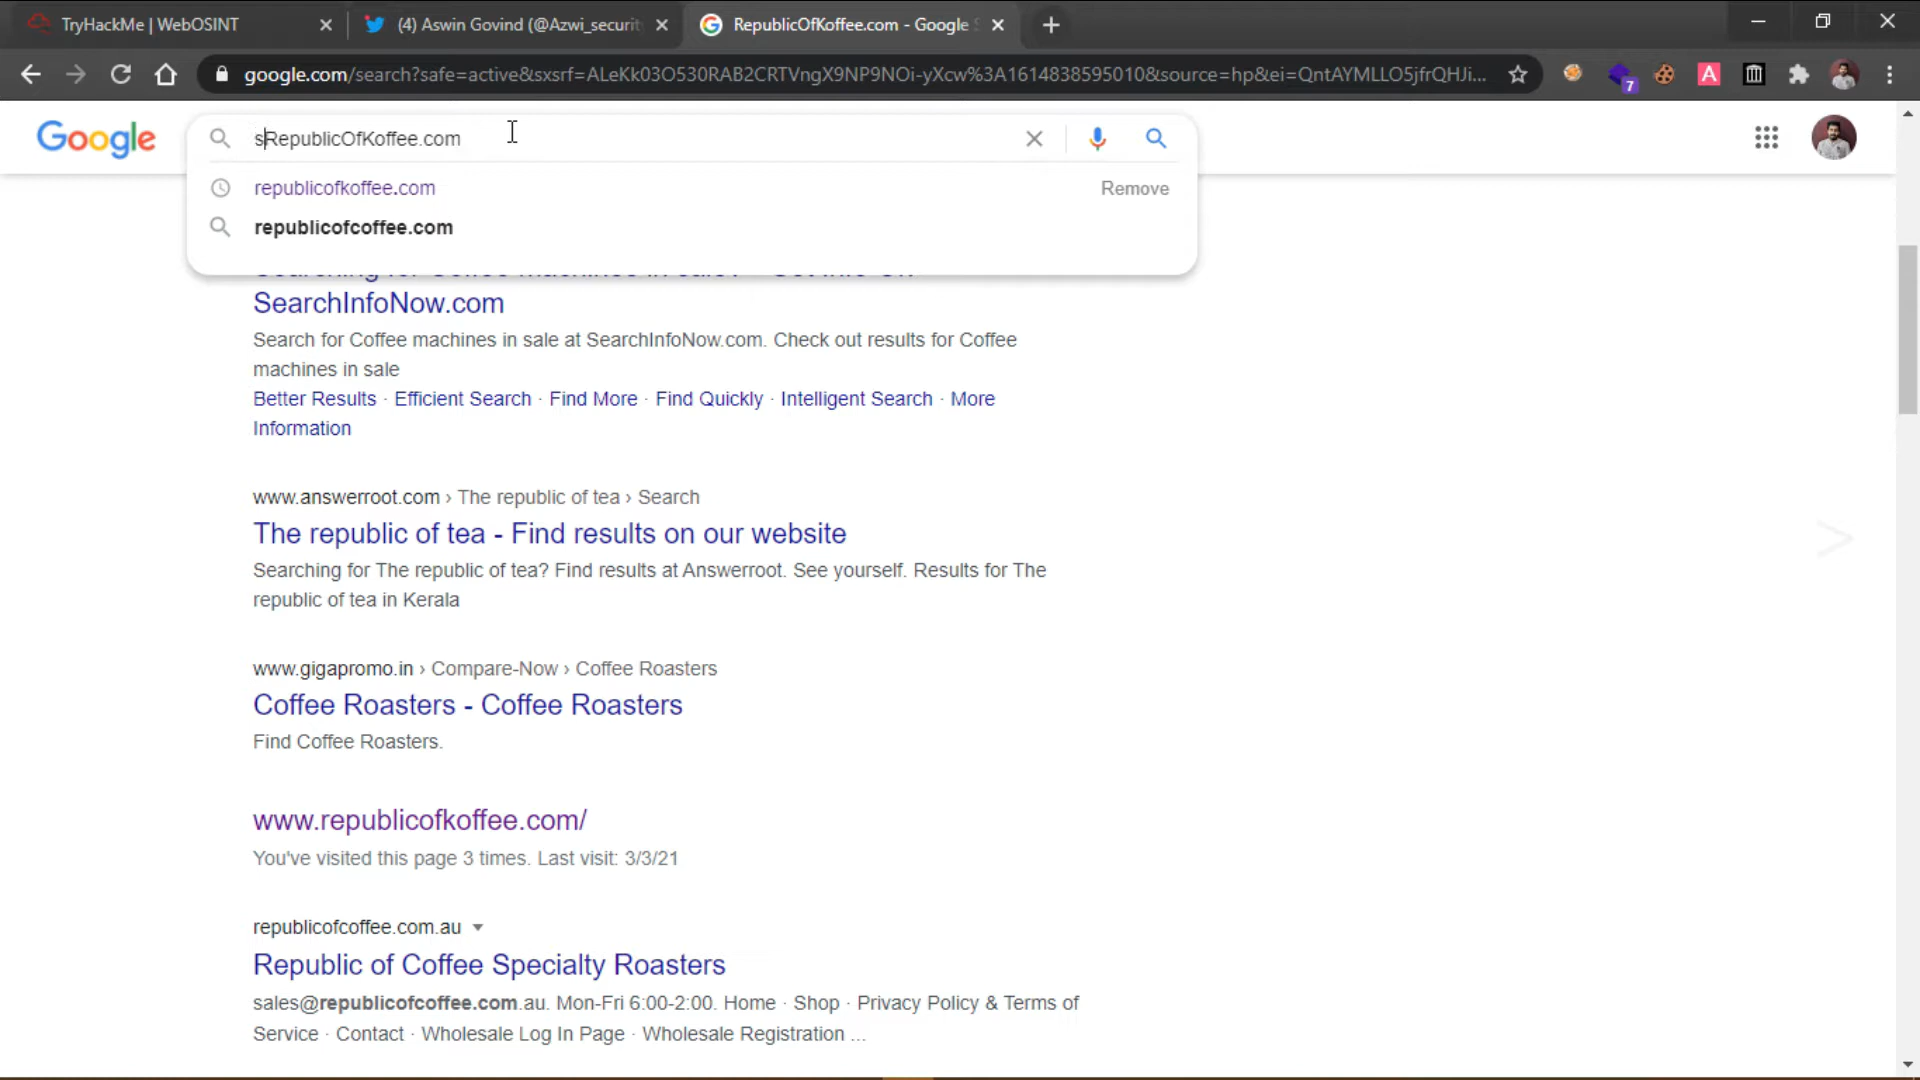 TryHackMe | WebOSINT
(4) Aswin Govind (@Azwi_securit
RepublicOfKoffee.com - Google
google.com/search?safe=active&sxsrf=ALeKk03O530RAB2CRTVngX9NP9NOi-yXcw%3A1614838595010&source=hp&ei=QntAYMLLO5jfrQHJi...
7
A
Google
sRepublicOfKoffee.com
republicofkoffee.com
Remove
republicofcoffee.com
SearchInfoNow.com
Search for Coffee machines in sale at SearchInfoNow.com. Check out results for Coffee
machines in sale
Better Results · Efficient Search · Find More · Find Quickly · Intelligent Search · More
Information
www.answerroot.com › The republic of tea › Search
The republic of tea - Find results on our website
Searching for The republic of tea? Find results at Answerroot. See yourself. Results for The
republic of tea in Kerala
www.gigapromo.in › Compare-Now › Coffee Roasters
Coffee Roasters - Coffee Roasters
Find Coffee Roasters.
www.republicofkoffee.com/
You've visited this page 3 times. Last visit: 3/3/21
republicofcoffee.com.au
Republic of Coffee Specialty Roasters
sales@republicofcoffee.com.au. Mon-Fri 6:00-2:00. Home · Shop · Privacy Policy & Terms of
Service · Contact · Wholesale Log In Page · Wholesale Registration ...